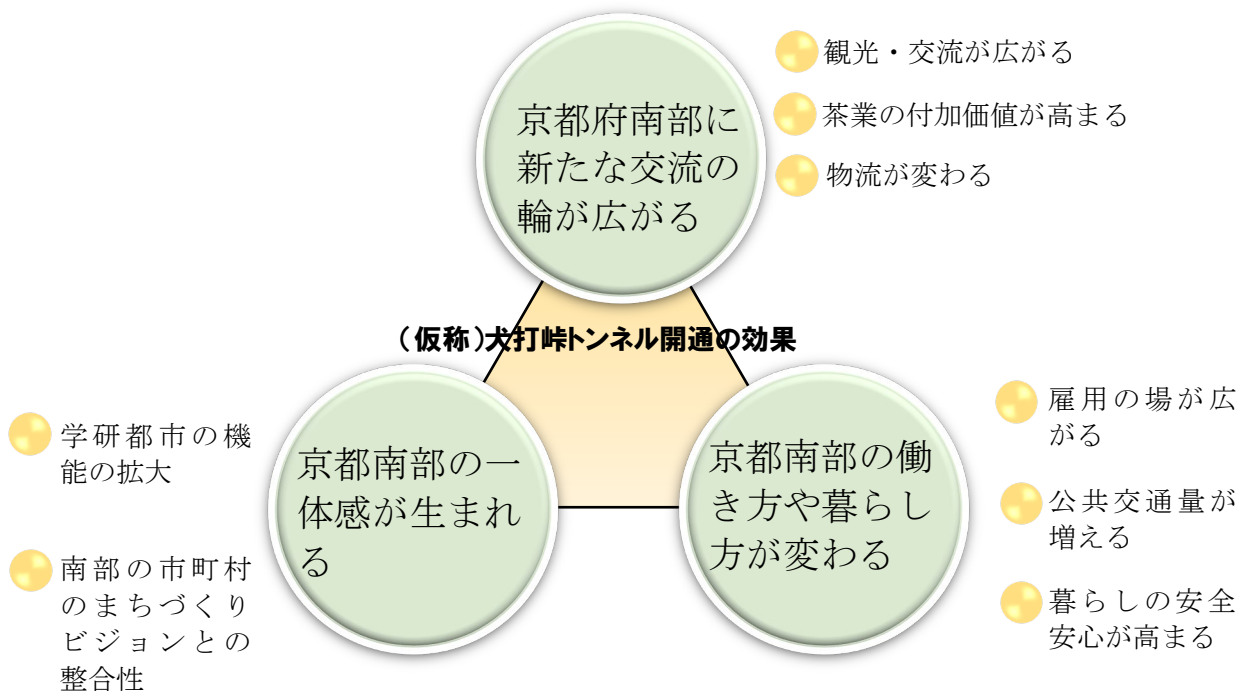 京都府南部に
新たな交流の
輪が広がる
観光・交流が広がる
茶業の付加価値が高まる
物流が変わる
（仮称）犬打峠トンネル開通の効果
学研都市の機
能の拡大
南部の市町村
のまちづくり
ビジョンとの
整合性
京都南部の一
体感が生まれ
る
京都南部の働
き方や暮らし
方が変わる
雇用の場が広
がる
公共交通量が
増える
暮らしの安全
安心が高まる